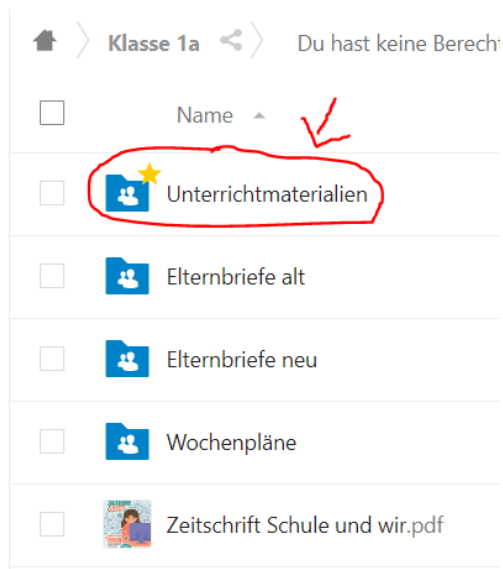 Klasse 1a Du hast keine Berecht
Name
Unterrichtmaterialien
Elternbriefe alt
Elternbriefe neu
Wochenpläne
Zeitschrift Schule und wir.pdf